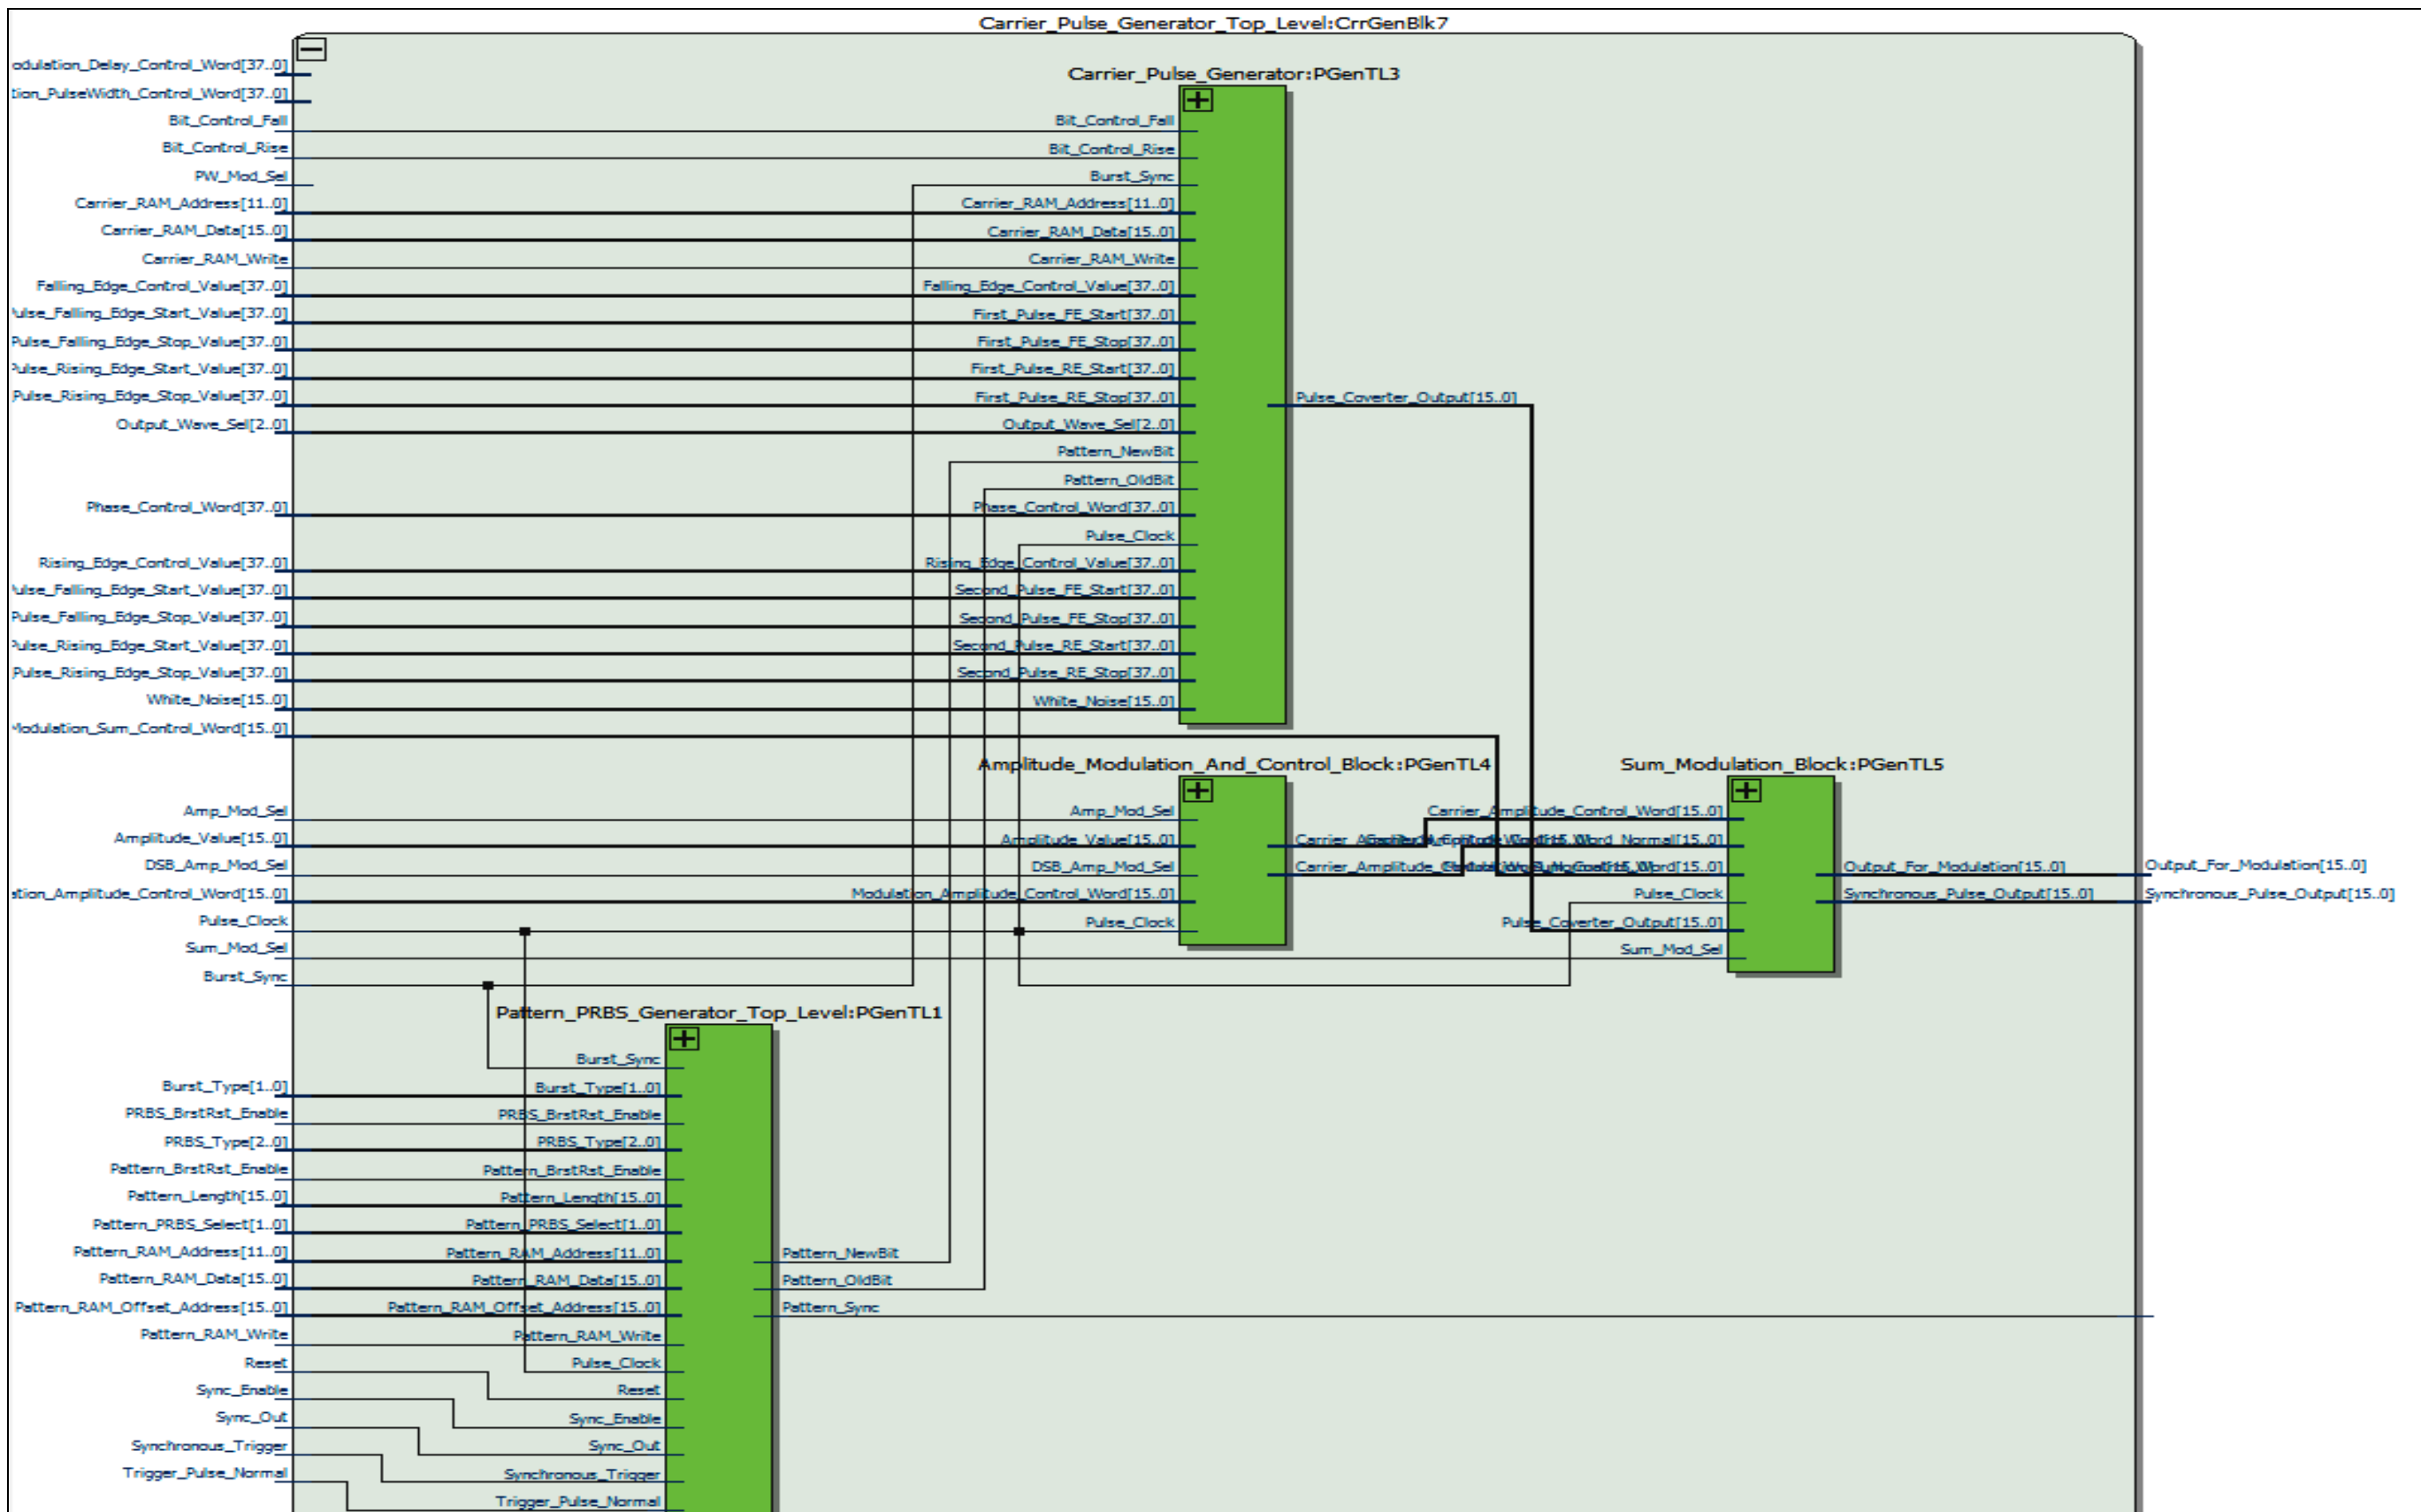 Carrier_Pulse_Generator_Top_Level:CrrGenBlk7
odulation_Delay_Control_Word[37..0]
tion_PulseWidth_Control_Word[37..0]
Bit_Control_Fall
Bit_Control_Rise
PW_Mod_Sel
Carrier_RAM_Address[11..0]
Carrier_RAM_Data[15..0]
Carrier_RAM_Write
Falling_Edge_Control_Value[37..0]
Pulse_Falling_Edge_Start_Value[37..0]
Pulse_Falling_Edge_Stop_Value[37..0]
Pulse_Rising_Edge_Start_Value[37..0]
Pulse_Rising_Edge_Stop_Value[37..0]
Output_Wave_Sel[2..0]
Phase_Control_Word[37..0]
Rising_Edge_Control_Value[37..0]
Pulse_Falling_Edge_Start_Value[37..0]
Pulse_Falling_Edge_Stop_Value[37..0]
Pulse_Rising_Edge_Start_Value[37..0]
Pulse_Rising_Edge_Stop_Value[37..0]
White_Noise[15..0]
Modulation_Sum_Control_Word[15..0]
Amp_Mod_Sel
Amplitude_Value[15..0]
DSB_Amp_Mod_Sel
ation_Amplitude_Control_Word[15..0]
Pulse_Clock
Sum_Mod_Sel
Burst_Sync
Burst_Type[1..0]
PRBS_BrstRst_Enable
PRBS_Type[2..0]
Pattern_BrstRst_Enable
Pattern_Length[15..0]
Pattern_PRBS_Select[1..0]
Pattern_RAM_Address[11..0]
Pattern_RAM_Data[15..0]
Pattern_RAM_Offset_Address[15..0]
Pattern_RAM_Write
Reset
Sync_Enable
Sync_Out
Synchronous_Trigger
Trigger_Pulse_Normal
Carrier_Pulse_Generator:PGenTL3
Bit_Control_Fall
Bit_Control_Rise
Burst_Sync
Carrier_RAM_Address[11..0]
Carrier_RAM_Data[15..0]
Carrier_RAM_Write
Falling_Edge_Control_Value[37..0]
First_Pulse_FE_Start[37..0]
First_Pulse_FE_Stop[37..0]
First_Pulse_RE_Start[37..0]
First_Pulse_RE_Stop[37..0]
Output_Wave_Sel[2..0]
Pattern_NewBit
Pattern_OldBit
Phase_Control_Word[37..0]
Pulse_Clock
Rising_Edge_Control_Value[37..0]
Second_Pulse_FE_Start[37..0]
Second_Pulse_FE_Stop[37..0]
Second_Pulse_RE_Start[37..0]
Second_Pulse_RE_Stop[37..0]
White_Noise[15..0]
Pulse_Coverter_Output[15..0]
Amplitude_Modulation_And_Control_Block:PGenTL4
Amp_Mod_Sel
Amplitude_Value[15..0]
DSB_Amp_Mod_Sel
Modulation_Amplitude_Control_Word[15..0]
Pulse_Clock
Sum_Modulation_Block:PGenTL5
Carrier_Amplitude_Control_Word[15..0]
Pulse_Clock
Pulse_Coverter_Output[15..0]
Sum_Mod_Sel
Output_For_Modulation[15..0]
Synchronous_Pulse_Output[15..0]
Output_For_Modulation[15..0]
Synchronous_Pulse_Output[15..0]
Pattern_PRBS_Generator_Top_Level:PGenTL1
Burst_Sync
Burst_Type[1..0]
PRBS_BrstRst_Enable
PRBS_Type[2..0]
Pattern_BrstRst_Enable
Pattern_Length[15..0]
Pattern_PRBS_Select[1..0]
Pattern_RAM_Address[11..0]
Pattern_RAM_Data[15..0]
Pattern_RAM_Offset_Address[15..0]
Pattern_RAM_Write
Pulse_Clock
Reset
Sync_Enable
Sync_Out
Synchronous_Trigger
Trigger_Pulse_Normal
Pattern_NewBit
Pattern_OldBit
Pattern_Sync